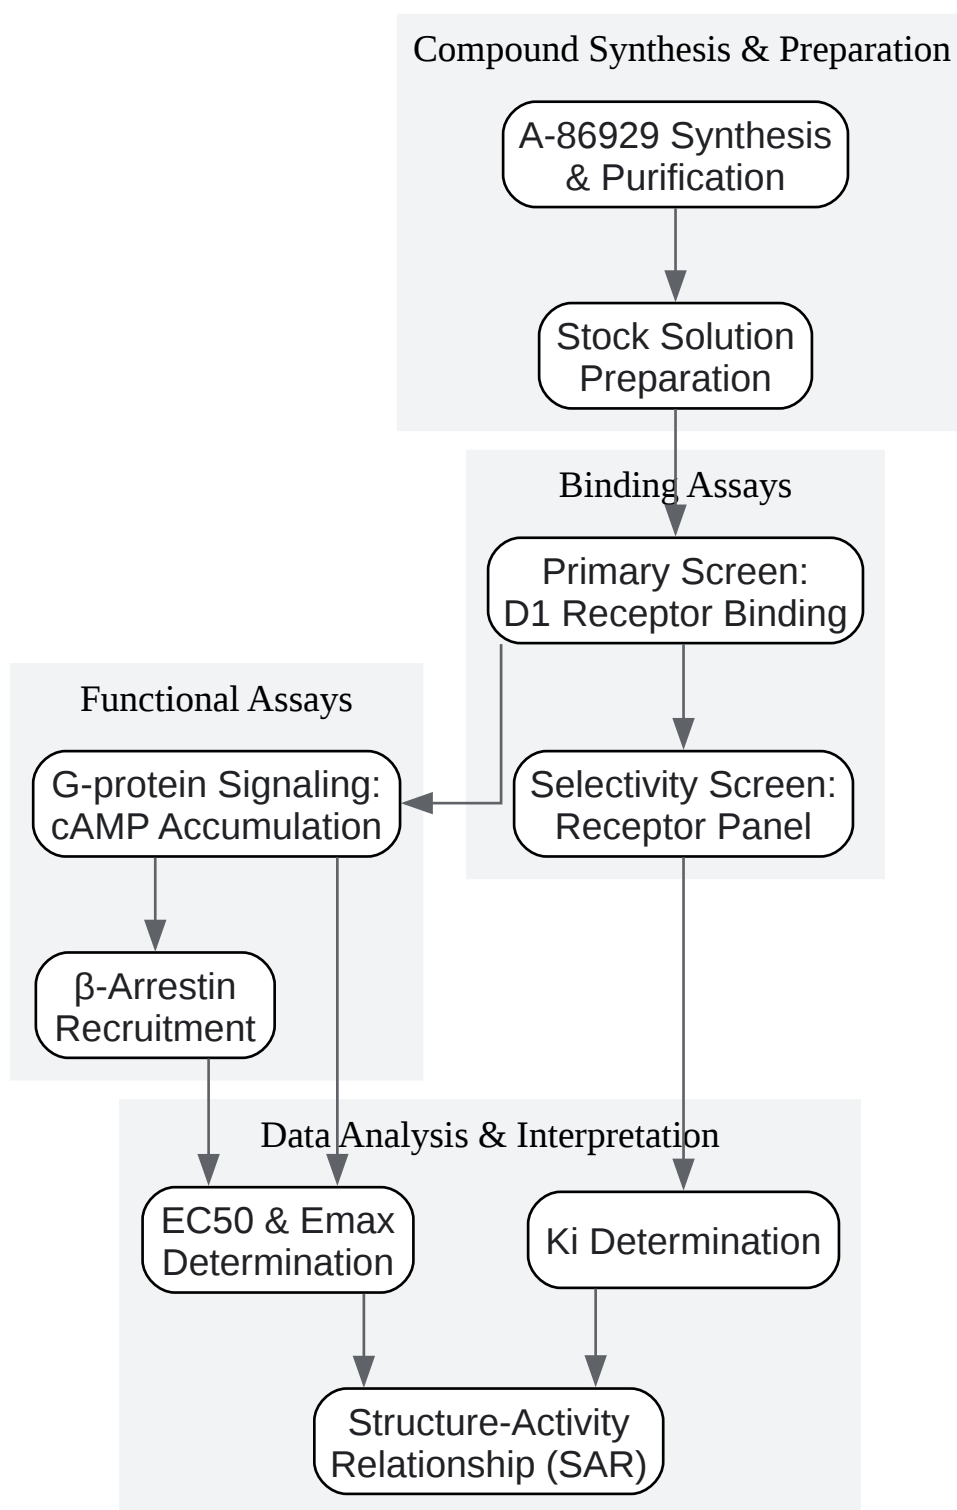 Compound Synthesis & Preparation
A-86929 Synthesis
& Purification
Stock Solution
Preparation
Binding Assays
Primary Screen:
D1 Receptor Binding
Functional Assays
G-protein Signaling:
cAMP Accumulation
Selectivity Screen:
Receptor Panel
β-Arrestin
Recruitment
Data Analysis & Interpretation
EC50 & Emax
Determination
Ki Determination
Structure-Activity
Relationship (SAR)